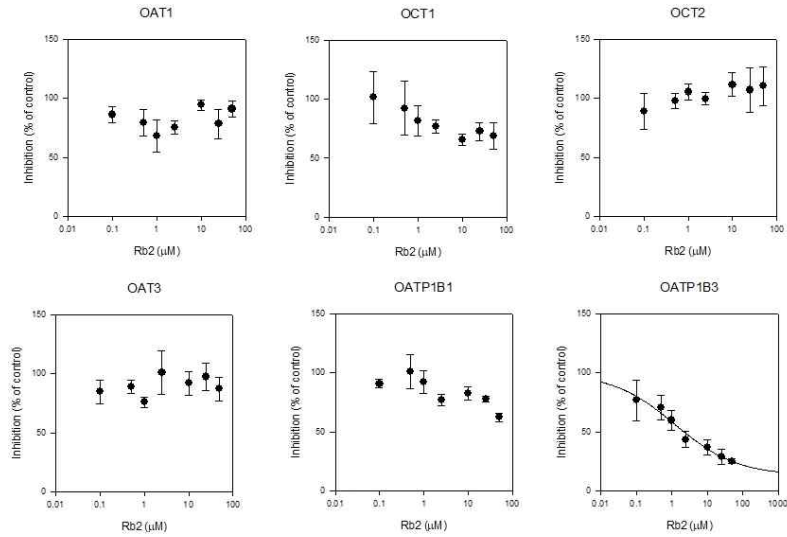 OAT1
OCT1
OCT2
Inhibition (% of control)
150
100
50
0
0.01 0.1 1 10 100
Rb2 (μM)
Inhibition (% of control)
150
100
50
0
0.01 0.1 1 10 100
Rb2 (μM)
Inhibition (% of control)
150
100
50
0
0.01 0.1 1 10 100
Rb2 (μM)
OAT3
OATP1B1
OATP1B3
Inhibition (% of control)
150
100
50
0
0.01 0.1 1 10 100
Rb2 (μM)
Inhibition (% of control)
150
100
50
0
0.01 0.1 1 10 100
Rb2 (μM)
Inhibition (% of control)
150
100
50
0
0.01 0.1 1 10 100 1000
Rb2 (μM)